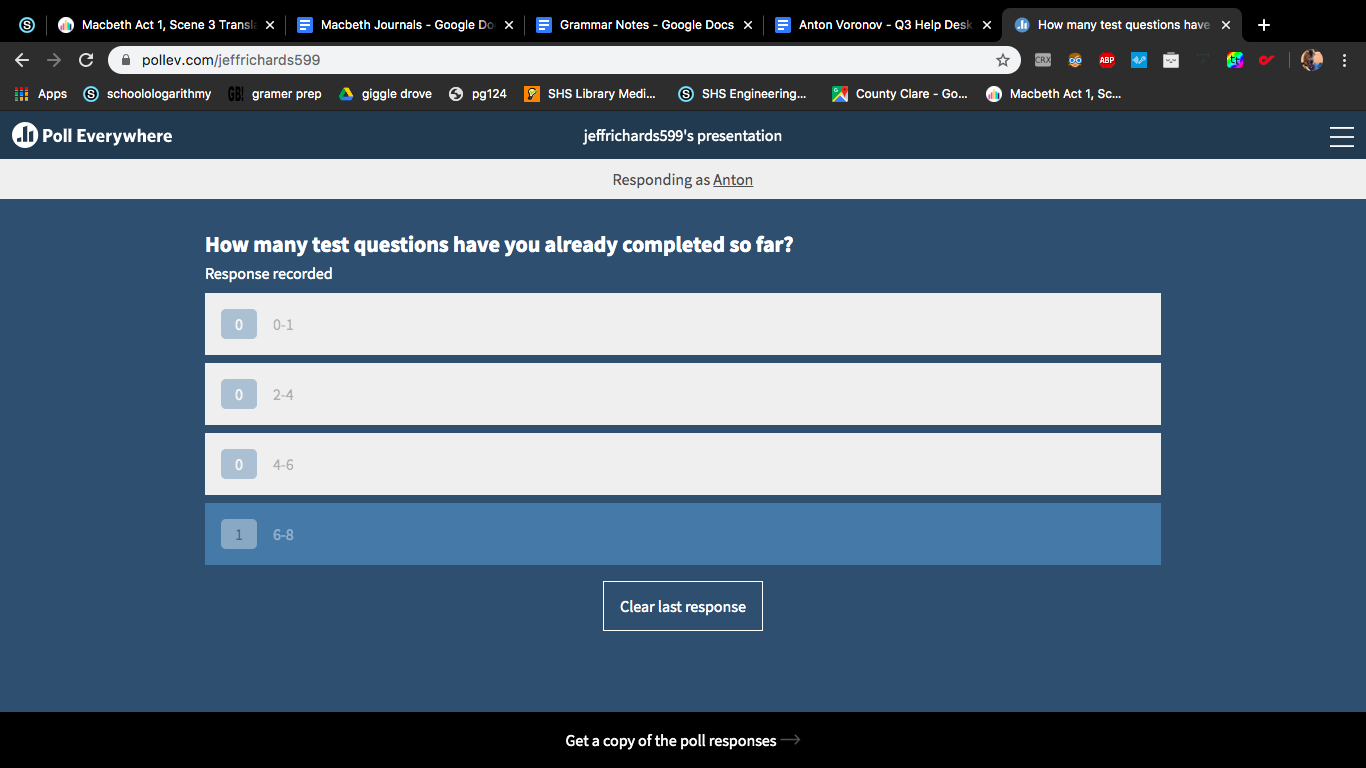 Macbeth Act 1, Scene 3 Transla
Macbeth Journals - Google Do
Grammar Notes - Google Docs
Anton Voronov - Q3 Help Desk
How many test questions have
pollev.com/jeffrichards599
CRX
ABP
Apps
schoolologarithmy
GB!
gramer prep
giggle drove
pg124
SHS Library Medi...
SHS Engineering...
County Clare - Go...
Macbeth Act 1, Sc...
Poll Everywhere
jeffrichards599's presentation
Responding as Anton
How many test questions have you already completed so far?
Response recorded
0 0-1
0 2-4
0 4-6
1 6-8
Clear last response
Get a copy of the poll responses